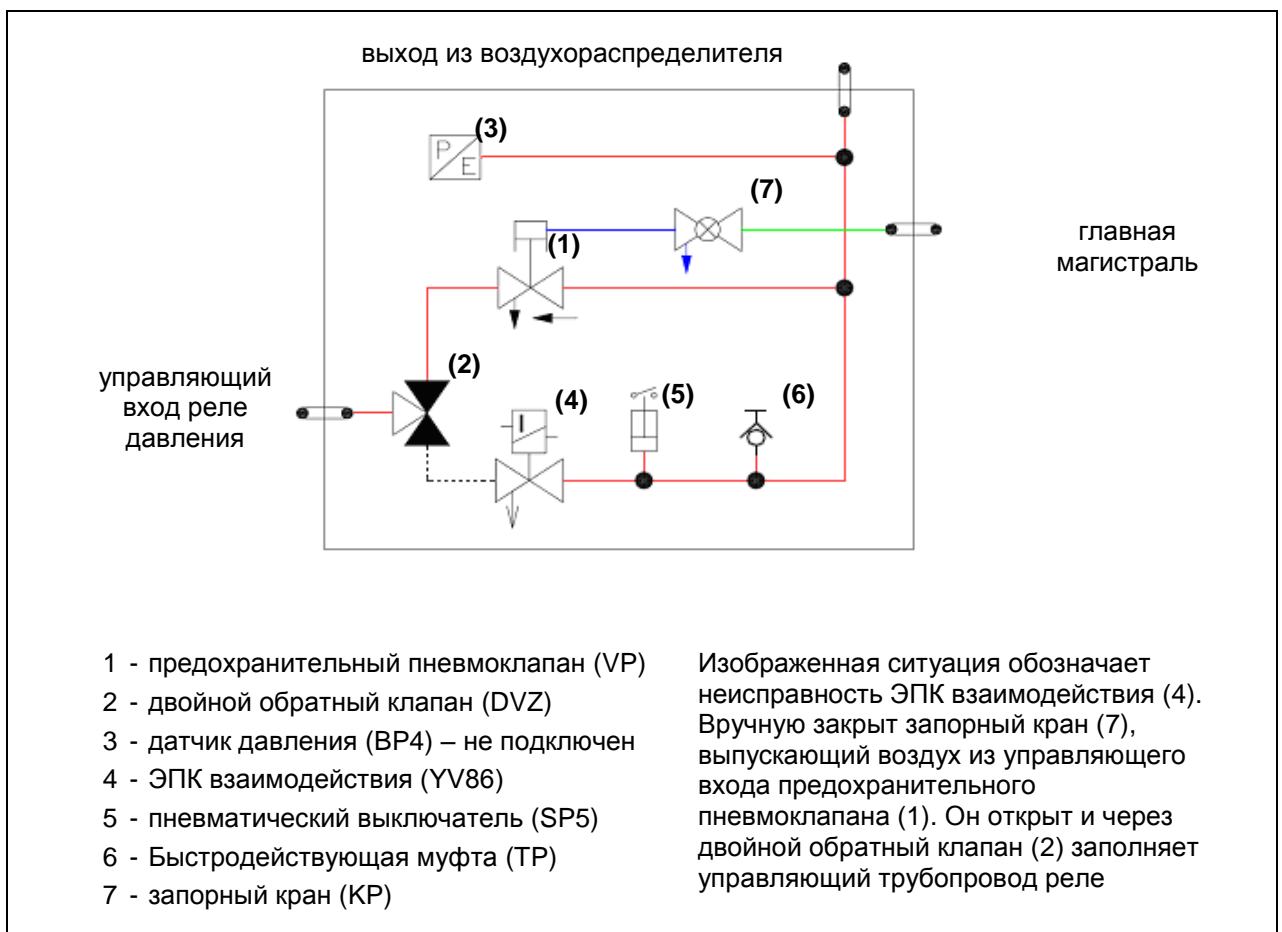 выход из воздухораспределителя
(3)
P
E
(7)
(1)
главная
магистраль
(2)
управляющий
вход реле
давления
(4)
(5)
(6)
1 - предохранительный пневмоклапан (VP)
2 - двойной обратный клапан (DVZ)
3 - датчик давления (BP4) – не подключен
4 - ЭПК взаимодействия (YV86)
5 - пневматический выключатель (SP5)
6 - Быстродействующая муфта (TP)
7 - запорный кран (KP)
Изображенная ситуация обозначает
неисправность ЭПК взаимодействия (4).
Вручную закрыт запорный кран (7),
выпускающий воздух из управляющего
входа предохранительного
пневмоклапана (1). Он открыт и через
двойной обратный клапан (2) заполняет
управляющий трубопровод реле